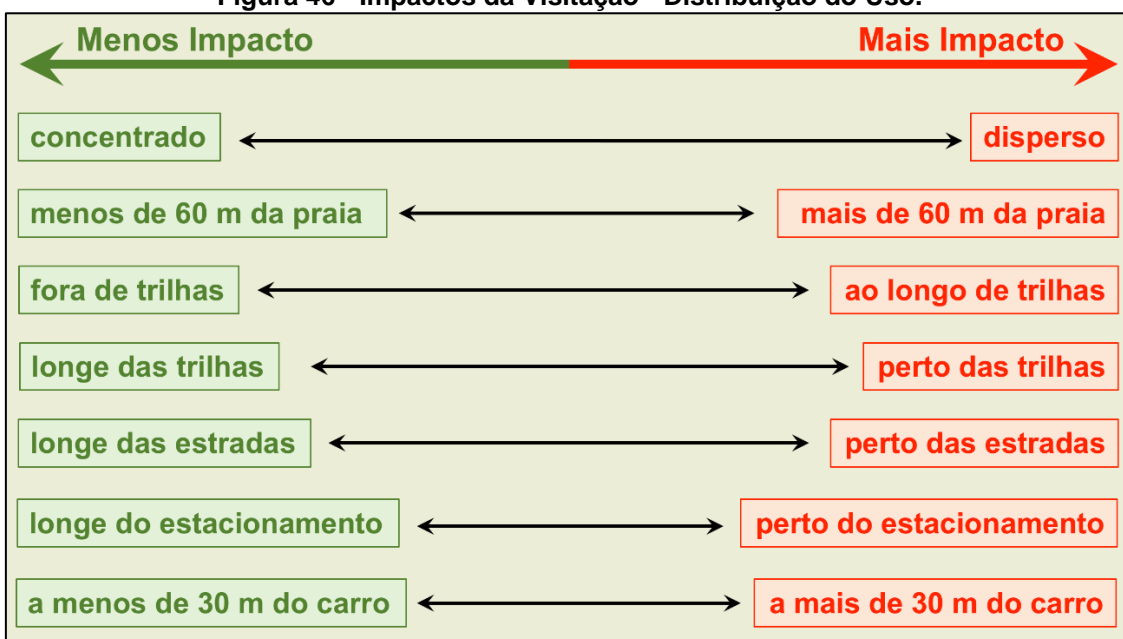 Figura 40 - Impactos da Visitação - Distribuição do Uso.
Menos Impacto Mais Impacto
concentrado disperso
menos de 60 m da praia mais de 60 m da praia
fora de trilhas ao longo de trilhas
longe das trilhas perto das trilhas
longe das estradas perto das estradas
longe do estacionamento perto do estacionamento
a menos de 30 m do carro a mais de 30 m do carro